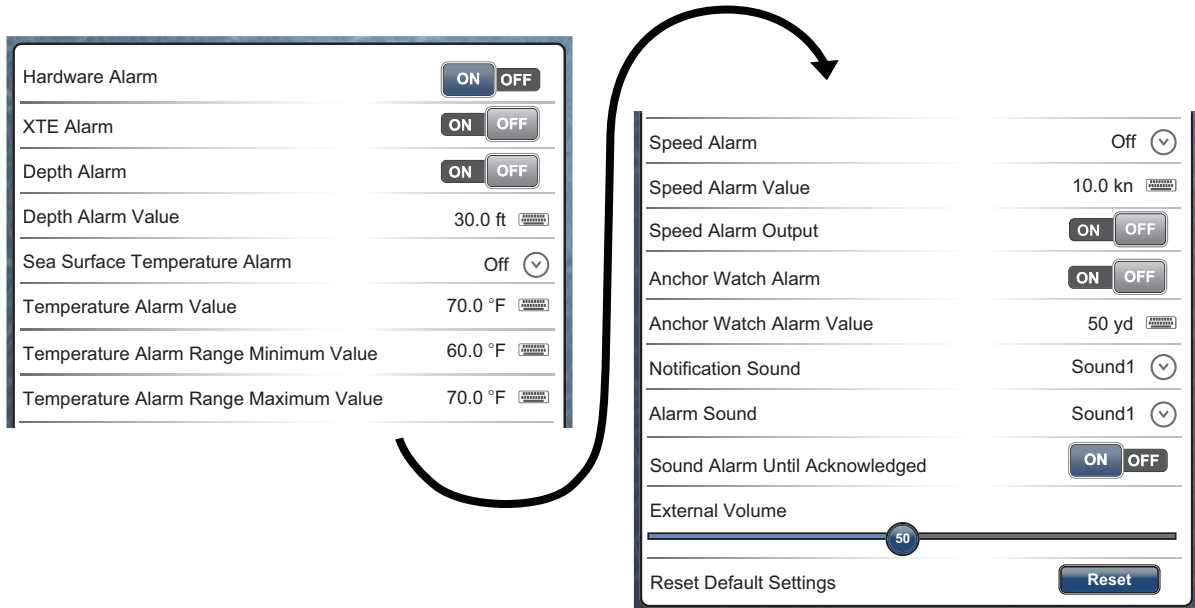 Hardware Alarm ON OFF
XTE Alarm ON OFF
Depth Alarm ON OFF
Depth Alarm Value 30.0 ft
Sea Surface Temperature Alarm Off
Temperature Alarm Value 70.0 °F
Temperature Alarm Range Minimum Value 60.0 °F
Temperature Alarm Range Maximum Value 70.0 °F
Speed Alarm Off
Speed Alarm Value 10.0 kn
Speed Alarm Output ON OFF
Anchor Watch Alarm ON OFF
Anchor Watch Alarm Value 50 yd
Notification Sound Sound1
Alarm Sound Sound1
Sound Alarm Until Acknowledged ON OFF
External Volume
50
Reset Default Settings Reset